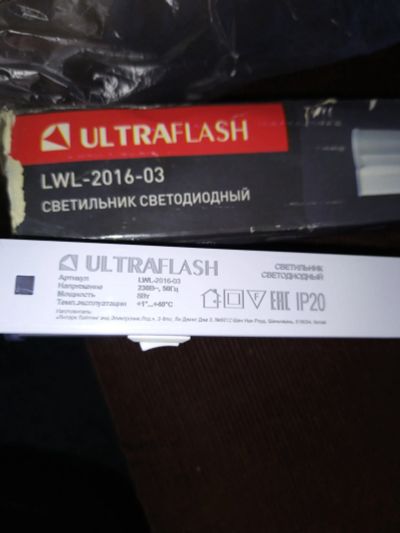 ULTRAFLASH
LWL-2016-03
СВЕТИЛЬНИК СВЕТОДИОДНЫЙ
ULTRAFLASH
СВЕТИЛЬНИК
СВЕТОДИОДНЫЙ
Артикул LWL-2016-03
Напряжение 230В~, 50Гц
Мощность 8Вт
Темп.эксплуатации +1°...+40°C
EAC IP20
Изготовитель: